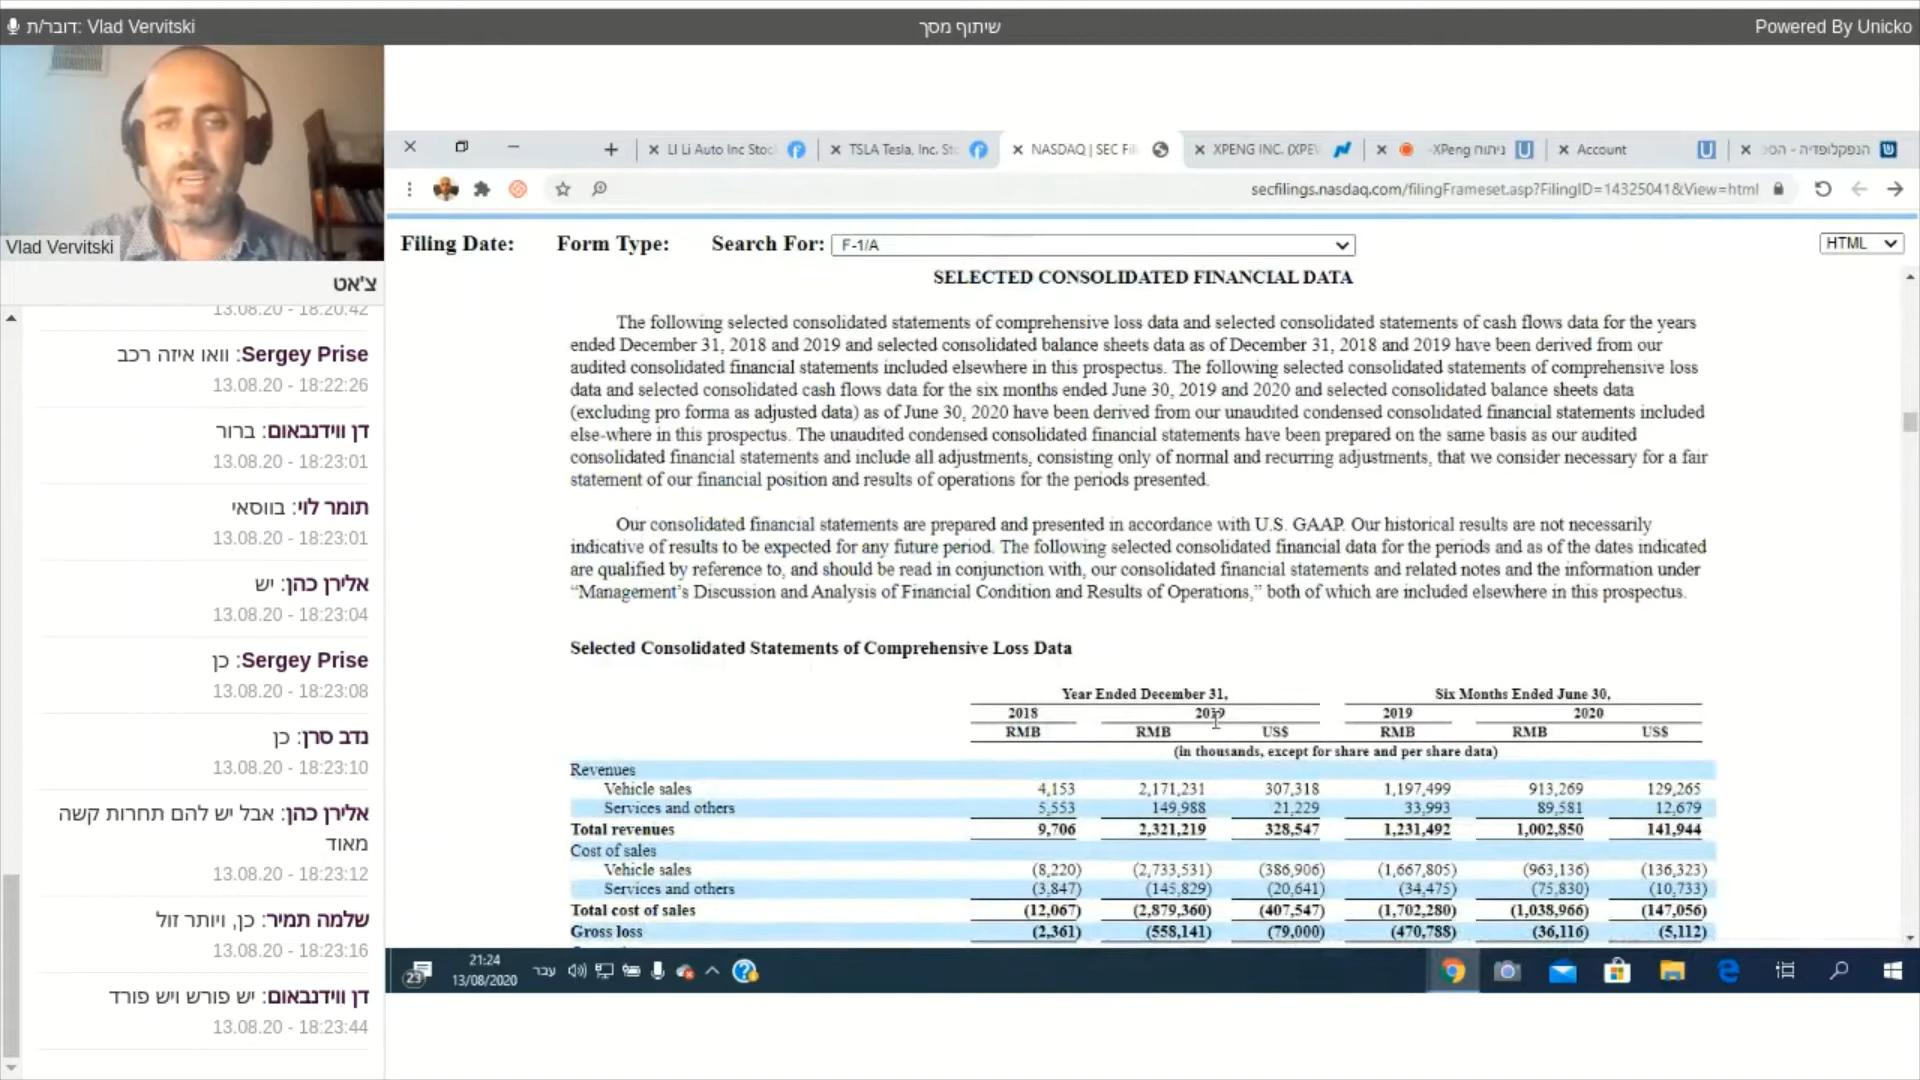 דובר/ת: Vlad Vervitski
שיתוף מסך
Powered By Unicko
Vlad Vervitski
צ'אט
13.08.20 - 18:20:42
Sergey Prise: וואו איזה רכב
13.08.20 - 18:22:26
דן ווידנבאום: ברור
13.08.20 - 18:23:01
תומר לוי: בווסאי
13.08.20 - 18:23:01
אלירן כהן: יש
13.08.20 - 18:23:04
Sergey Prise: כן
13.08.20 - 18:23:08
נדב סרן: כן
13.08.20 - 18:23:10
אלירן כהן: אבל יש להם תחרות קשה
מאוד
13.08.20 - 18:23:12
שלמה תמיר: כן, ויותר זול
13.08.20 - 18:23:16
דן ווידנבאום: יש פורש ויש פורד
13.08.20 - 18:23:44
LI Li Auto Inc Stoc
TSLA Tesla, Inc. St
NASDAQ | SEC Fil
XPENG INC. (XPE
ניתוח XPeng-
Account
הנפקלופדיה - הסכ
secfilings.nasdaq.com/filingFrameset.asp?FilingID=14325041&View=html
Filing Date: Form Type: Search For: F-1/A HTML
SELECTED CONSOLIDATED FINANCIAL DATA
The following selected consolidated statements of comprehensive loss data and selected consolidated statements of cash flows data for the years
ended December 31, 2018 and 2019 and selected consolidated balance sheets data as of December 31, 2018 and 2019 have been derived from our
audited consolidated financial statements included elsewhere in this prospectus. The following selected consolidated statements of comprehensive loss
data and selected consolidated cash flows data for the six months ended June 30, 2019 and 2020 and selected consolidated balance sheets data
(excluding pro forma as adjusted data) as of June 30, 2020 have been derived from our unaudited condensed consolidated financial statements included
else-where in this prospectus. The unaudited condensed consolidated financial statements have been prepared on the same basis as our audited
consolidated financial statements and include all adjustments, consisting only of normal and recurring adjustments, that we consider necessary for a fair
statement of our financial position and results of operations for the periods presented.
Our consolidated financial statements are prepared and presented in accordance with U.S. GAAP. Our historical results are not necessarily
indicative of results to be expected for any future period. The following selected consolidated financial data for the periods and as of the dates indicated
are qualified by reference to, and should be read in conjunction with, our consolidated financial statements and related notes and the information under
“Management’s Discussion and Analysis of Financial Condition and Results of Operations,” both of which are included elsewhere in this prospectus.
Selected Consolidated Statements of Comprehensive Loss Data
Year Ended December 31, Six Months Ended June 30,
2018 2019 2019 2020
RMB RMB US$ RMB RMB US$
(in thousands, except for share and per share data)
Revenues
Vehicle sales 4,153 2,171,231 307,318 1,197,499 913,269 129,265
Services and others 5,553 149,988 21,229 33,993 89,581 12,679
Total revenues 9,706 2,321,219 328,547 1,231,492 1,002,850 141,944
Cost of sales
Vehicle sales (8,220) (2,733,531) (386,906) (1,667,805) (963,136) (136,323)
Services and others (3,847) (145,829) (20,641) (34,475) (75,830) (10,733)
Total cost of sales (12,067) (2,879,360) (407,547) (1,702,280) (1,038,966) (147,056)
Gross loss (2,361) (558,141) (79,000) (470,788) (36,116) (5,112)
23
21:24
13/08/2020
עבר